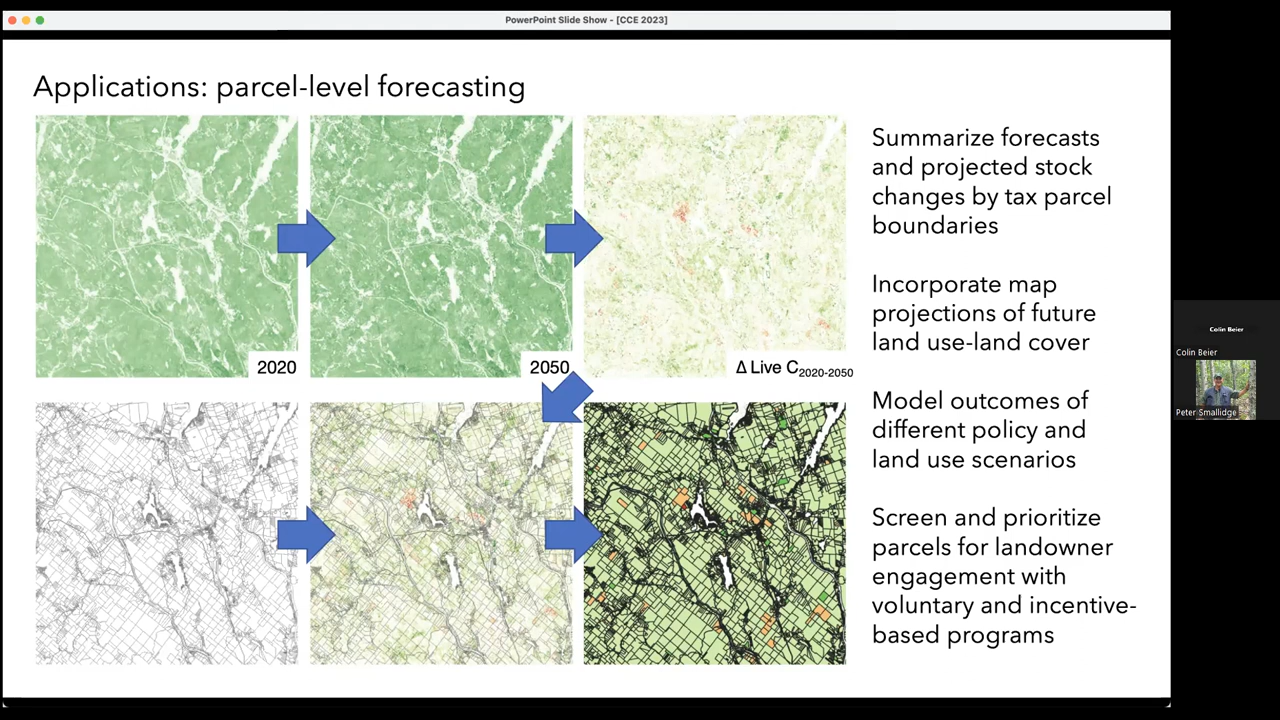 PowerPoint Slide Show - [CCE 2023]
Applications: parcel-level forecasting
2020
2050
Δ Live C2020-2050
Summarize forecasts
and projected stock
changes by tax parcel
boundaries
Incorporate map
projections of future
land use-land cover
Model outcomes of
different policy and
land use scenarios
Screen and prioritize
parcels for landowner
engagement with
voluntary and incentive-
based programs
Colin Beier
Colin Beier
Peter Smallidge